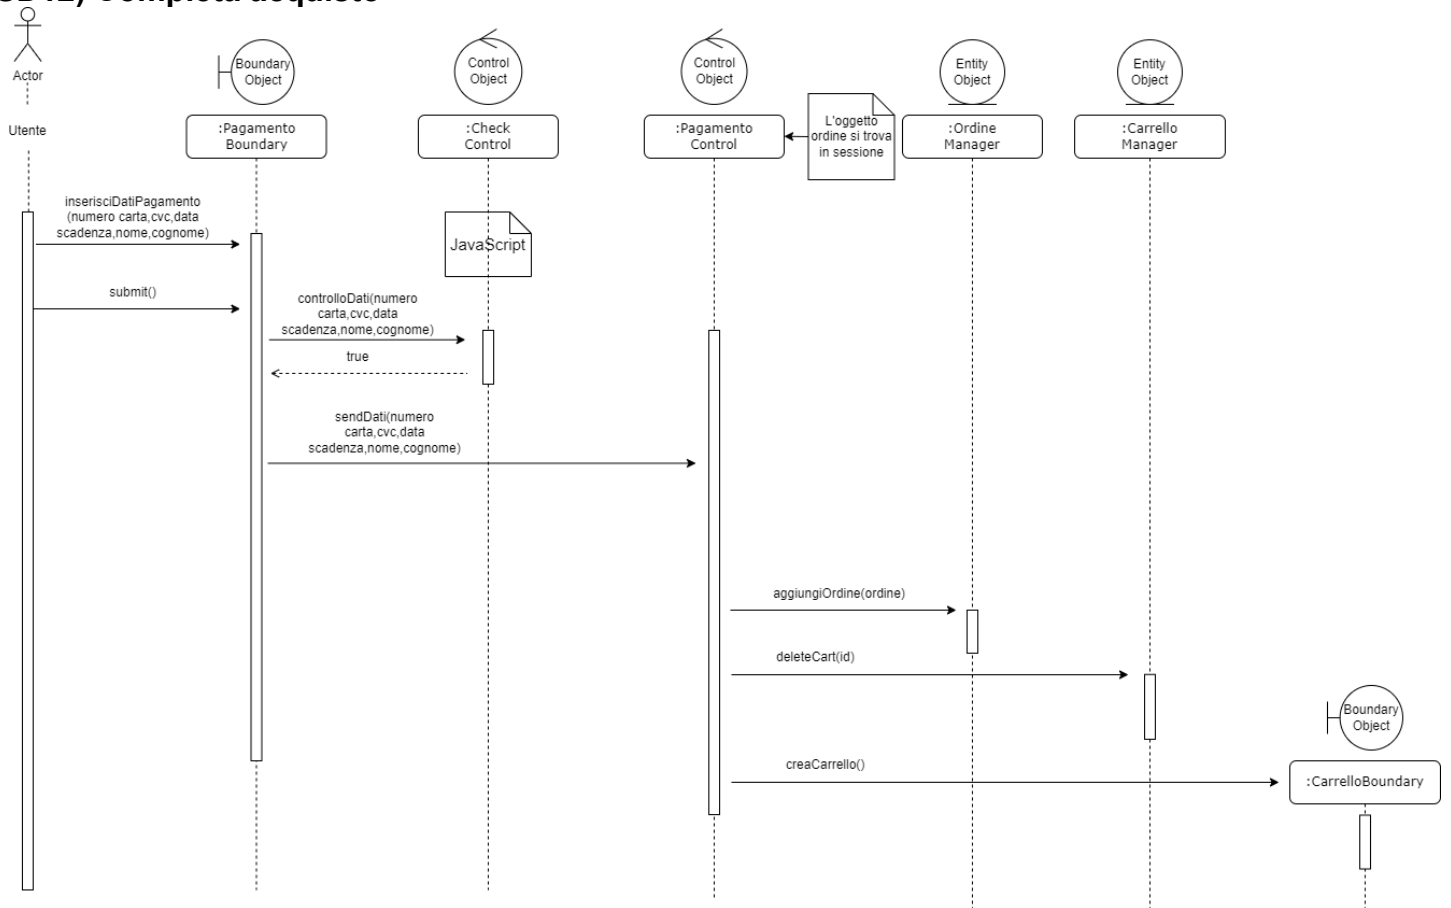 Completa acquisto
Actor
Utente
Boundary
Object
:Pagamento
Boundary
Control
Object
:Check
Control
Control
Object
:Pagamento
Control
L'oggetto
ordine si trova
in sessione
Entity
Object
:Ordine
Manager
Entity
Object
:Carrello
Manager
inserisciDatiPagamento
(numero carta,cvc,data
scadenza,nome,cognome)
JavaScript
submit()
controlloDati(numero
carta,cvc,data
scadenza,nome,cognome)
true
sendDati(numero
carta,cvc,data
scadenza,nome,cognome)
aggiungiOrdine(ordine)
deleteCart(id)
creaCarrello()
Boundary
Object
:CarrelloBoundary